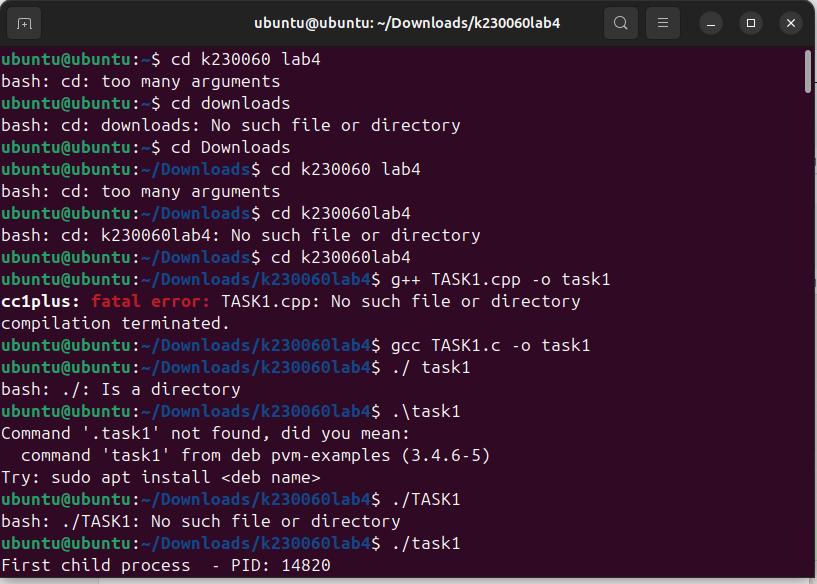 ubuntu@ubuntu: ~/Downloads/k230060lab4
ubuntu@ubuntu:~$ cd k230060 lab4
bash: cd: too many arguments
ubuntu@ubuntu:~$ cd downloads
bash: cd: downloads: No such file or directory
ubuntu@ubuntu:~$ cd Downloads
ubuntu@ubuntu:~/Downloads$ cd k230060 lab4
bash: cd: too many arguments
ubuntu@ubuntu:~/Downloads$ cd k230060lab4
bash: cd: k230060lab4: No such file or directory
ubuntu@ubuntu:~/Downloads$ cd k230060lab4
ubuntu@ubuntu:~/Downloads/k230060lab4$ g++ TASK1.cpp -o task1
cc1plus: fatal error: TASK1.cpp: No such file or directory
compilation terminated.
ubuntu@ubuntu:~/Downloads/k230060lab4$ gcc TASK1.c -o task1
ubuntu@ubuntu:~/Downloads/k230060lab4$ ./ task1
bash: ./: Is a directory
ubuntu@ubuntu:~/Downloads/k230060lab4$ .\task1
Command '.task1' not found, did you mean:
  command 'task1' from deb pvm-examples (3.4.6-5)
Try: sudo apt install <deb name>
ubuntu@ubuntu:~/Downloads/k230060lab4$ ./TASK1
bash: ./TASK1: No such file or directory
ubuntu@ubuntu:~/Downloads/k230060lab4$ ./task1
First child process  - PID: 14820